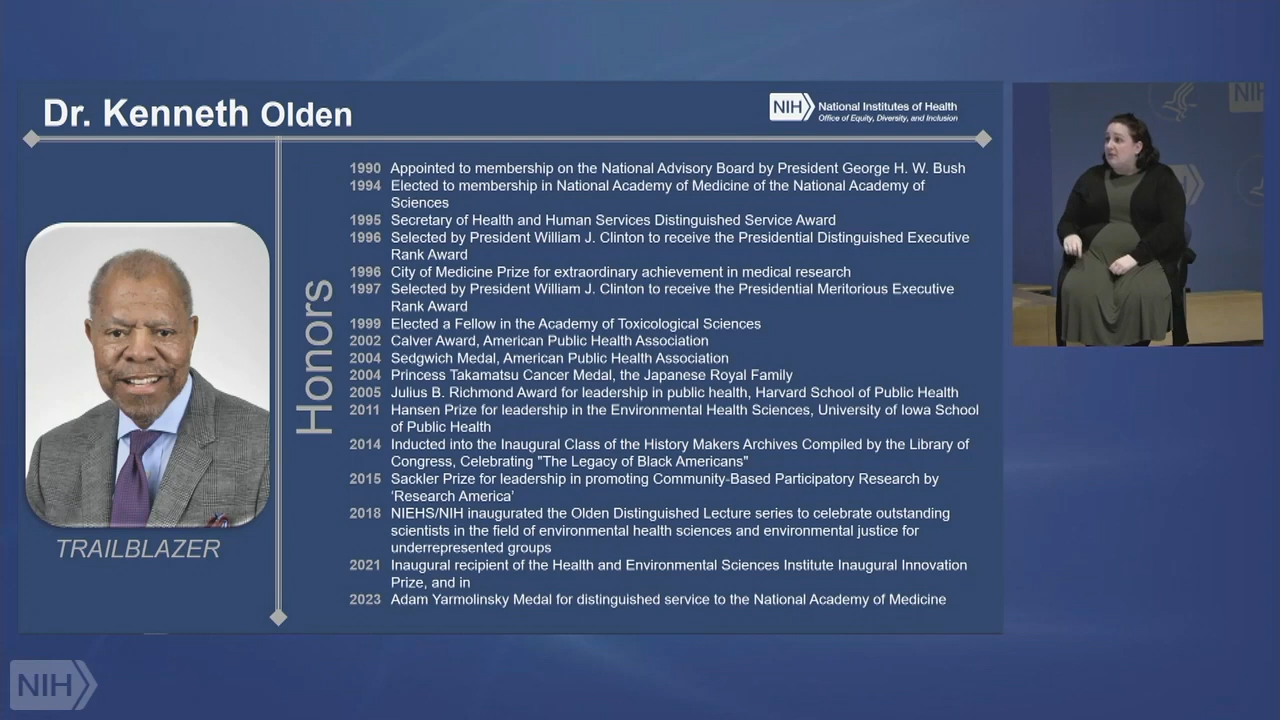 Dr. Kenneth Olden
NIH National Institutes of Health
Office of Equity, Diversity, and Inclusion
Honors
1990 Appointed to membership on the National Advisory Board by President George H. W. Bush
1994 Elected to membership in National Academy of Medicine of the National Academy of
Sciences
1995 Secretary of Health and Human Services Distinguished Service Award
1996 Selected by President William J. Clinton to receive the Presidential Distinguished Executive
Rank Award
1996 City of Medicine Prize for extraordinary achievement in medical research
1997 Selected by President William J. Clinton to receive the Presidential Meritorious Executive
Rank Award
1999 Elected a Fellow in the Academy of Toxicological Sciences
2002 Calver Award, American Public Health Association
2004 Sedgwich Medal, American Public Health Association
2004 Princess Takamatsu Cancer Medal, the Japanese Royal Family
2005 Julius B. Richmond Award for leadership in public health, Harvard School of Public Health
2011 Hansen Prize for leadership in the Environmental Health Sciences, University of Iowa School
of Public Health
2014 Inducted into the Inaugural Class of the History Makers Archives Compiled by the Library of
Congress, Celebrating "The Legacy of Black Americans"
2015 Sackler Prize for leadership in promoting Community-Based Participatory Research by
'Research America'
2018 NIEHS/NIH inaugurated the Olden Distinguished Lecture series to celebrate outstanding
scientists in the field of environmental health sciences and environmental justice for
underrepresented groups
2021 Inaugural recipient of the Health and Environmental Sciences Institute Inaugural Innovation
Prize, and in
2023 Adam Yarmolinsky Medal for distinguished service to the National Academy of Medicine
TRAILBLAZER
NIH
NIH